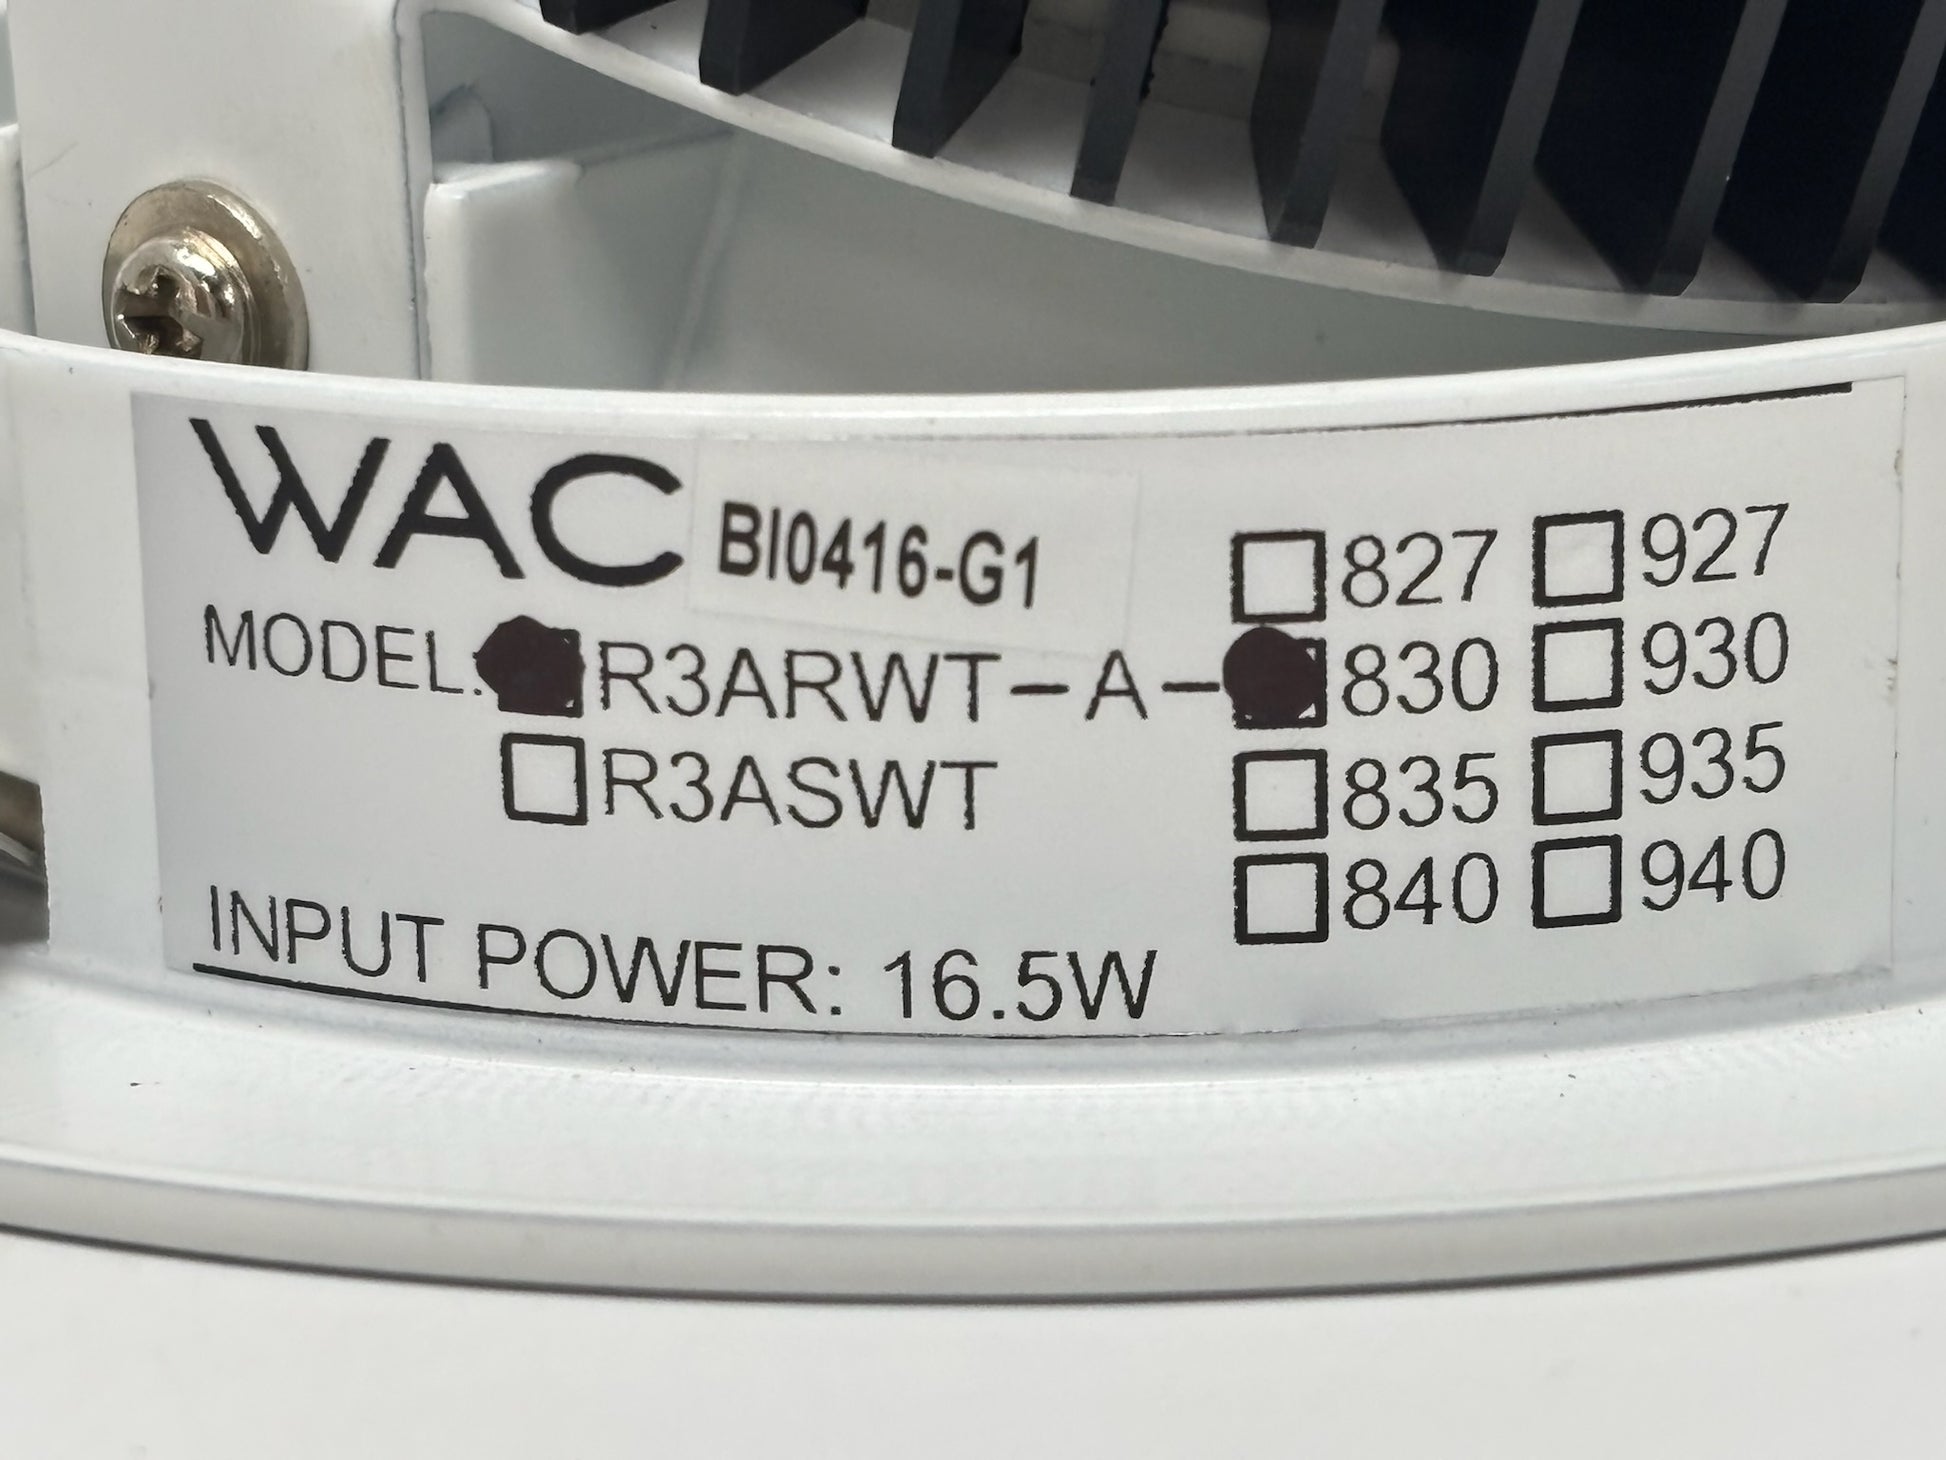 WAC BI0416-G1
☐827 ☐927
MODEL: ■R3ARWT-A-■830 ☐930
☐R3ASWT ☐835 ☐935
☐840 ☐940
INPUT POWER: 16.5W